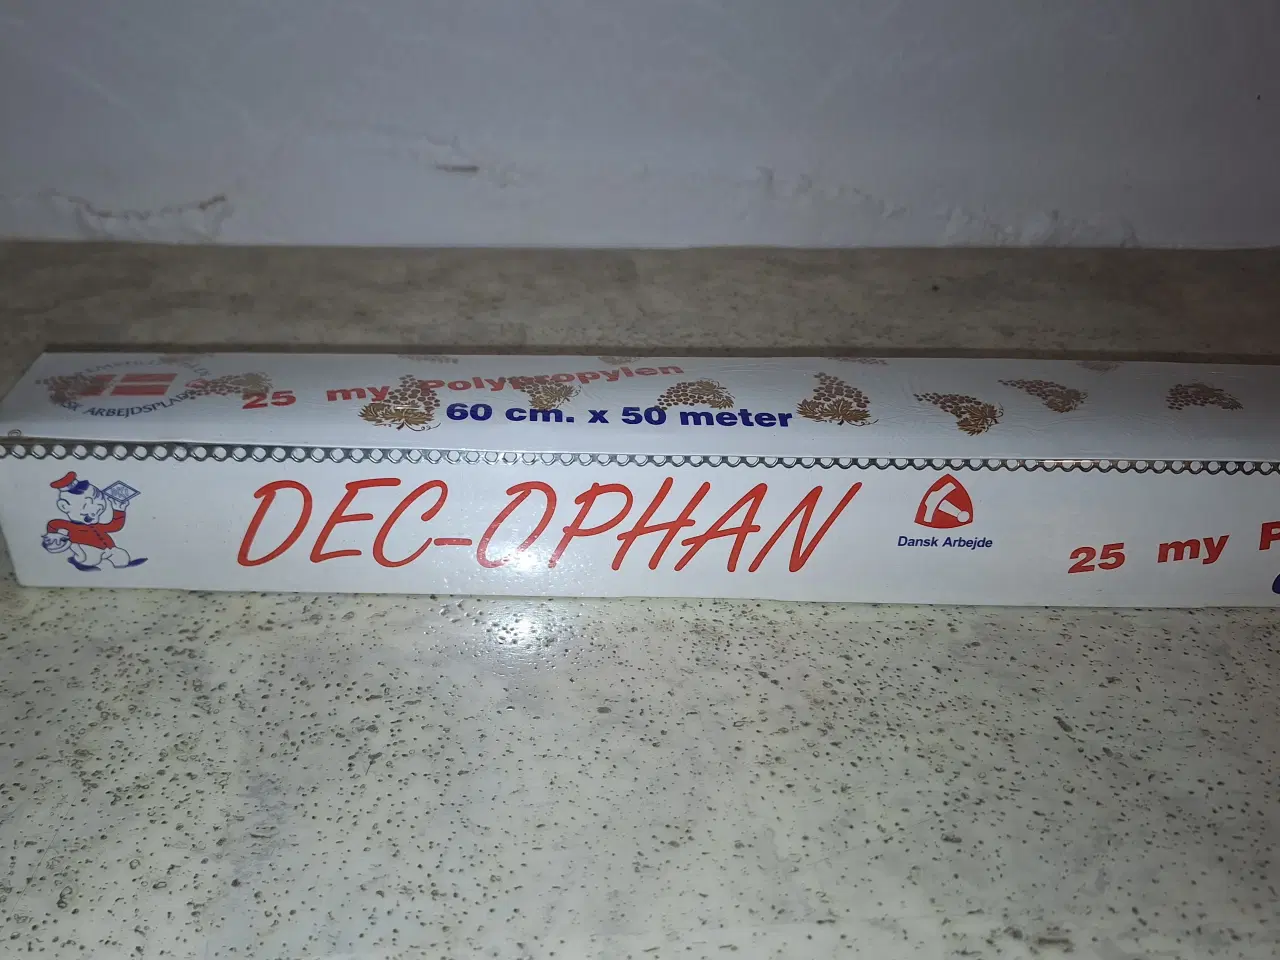 25 my Polypropylen
60 cm. x 50 meter
DEC-OPHAN
Dansk Arbejde
25 my